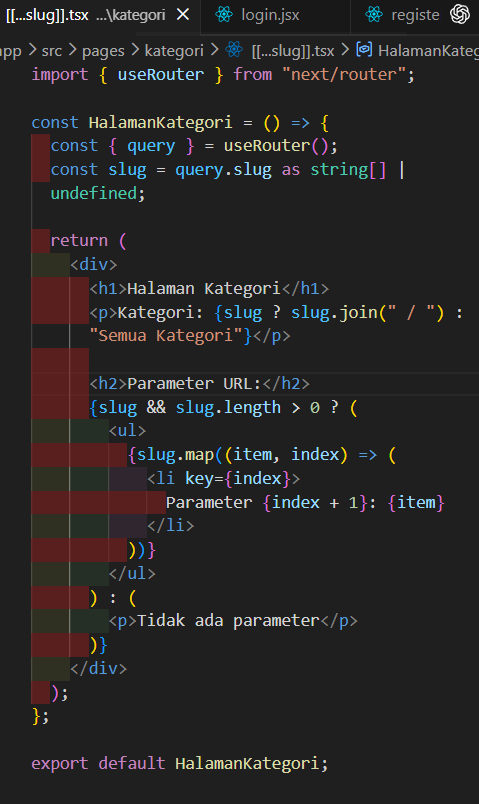 [[...slug]].tsx ...\kategori
login.jsx
registe
app > src > pages > kategori > [[...slug]].tsx > HalamanKateg
import { useRouter } from "next/router";
const HalamanKategori = () => {
const { query } = useRouter();
const slug = query.slug as string[] |
undefined;
return (
<div>
<h1>Halaman Kategori</h1>
<p>Kategori: {slug ? slug.join(" / ") :
"Semua Kategori"}</p>
<h2>Parameter URL:</h2>
{slug && slug.length > 0 ? (
<ul>
{slug.map((item, index) => (
<li key={index}>
Parameter {index + 1}: {item}
</li>
))}
</ul>
) : (
<p>Tidak ada parameter</p>
)}
</div>
);
};
export default HalamanKategori;